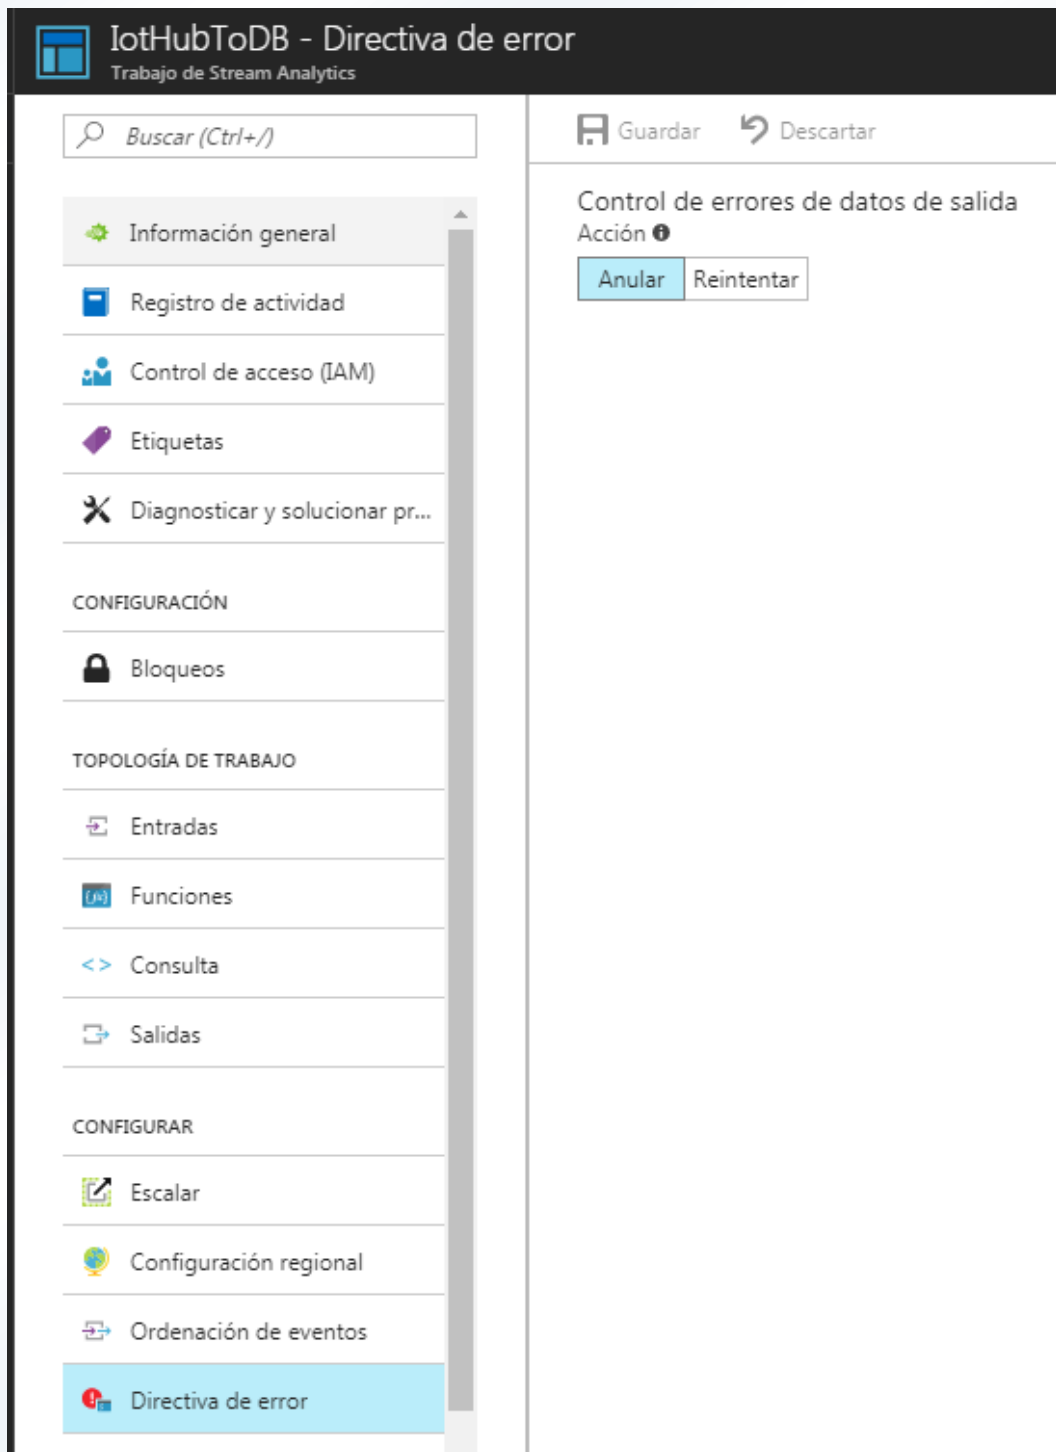 IotHubToDB - Directiva de error
Trabajo de Stream Analytics
Buscar (Ctrl+/)
Información general
Registro de actividad
Control de acceso (IAM)
Etiquetas
Diagnosticar y solucionar pr...
CONFIGURACIÓN
Bloqueos
TOPOLOGÍA DE TRABAJO
Entradas
Funciones
Consulta
Salidas
CONFIGURAR
Escalar
Configuración regional
Ordenación de eventos
Directiva de error
Guardar Descartar
Control de errores de datos de salida
Acción
Anular Reintentar